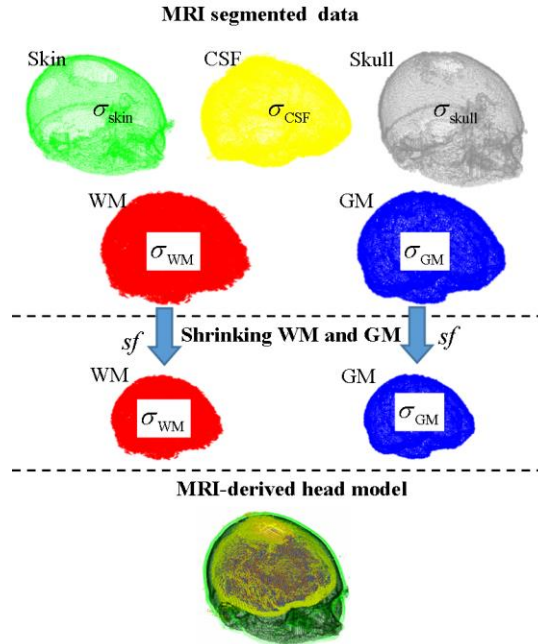 MRI segmented data
Skin CSF Skull
σskin σCSF σskull
WM GM
σWM σGM
sf Shrinking WM and GM sf
WM GM
σWM σGM
MRI-derived head model